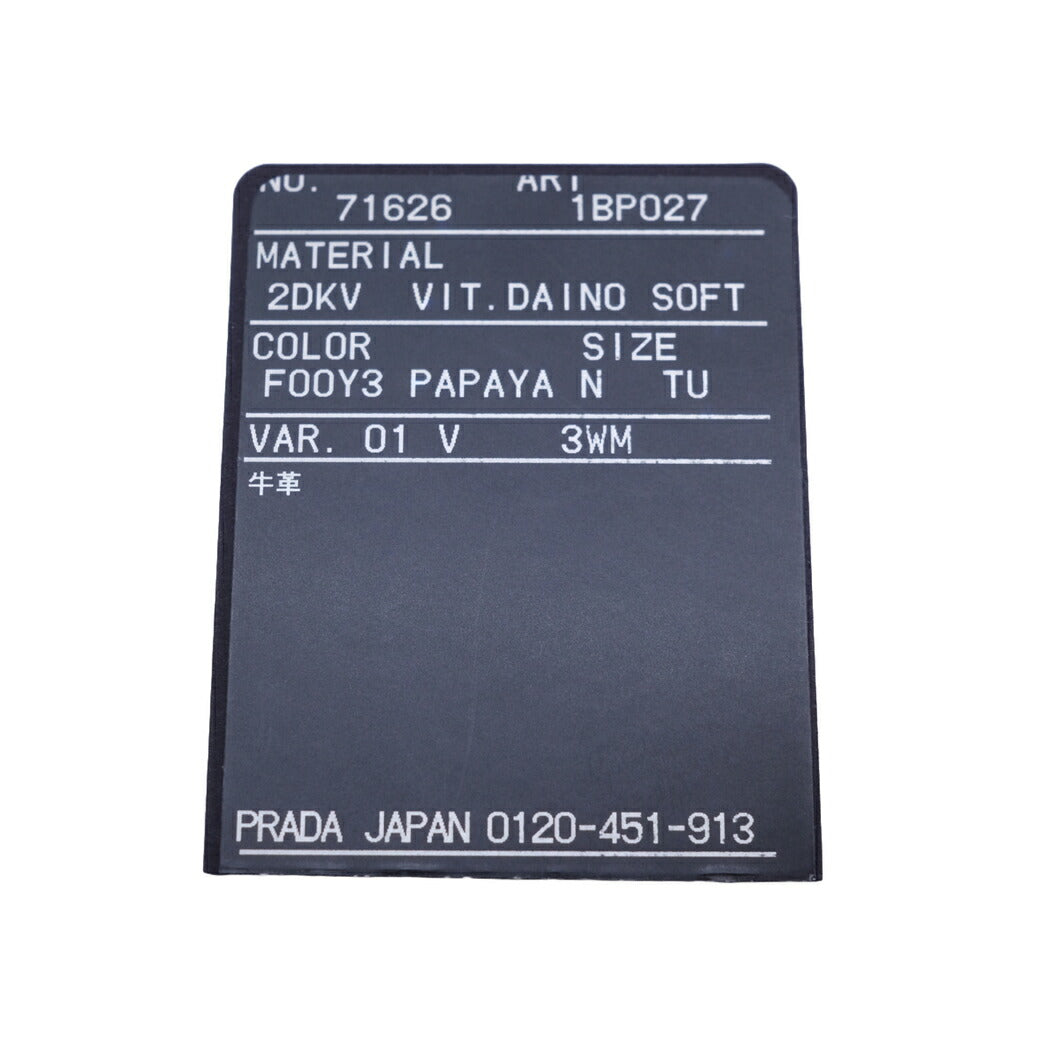 NO. ART
71626 1BP027
MATERIAL
2DKV VIT.DAINO SOFT
COLOR SIZE
F00Y3 PAPAYA N TU
VAR. 01 V 3WM
牛革
PRADA JAPAN 0120-451-913